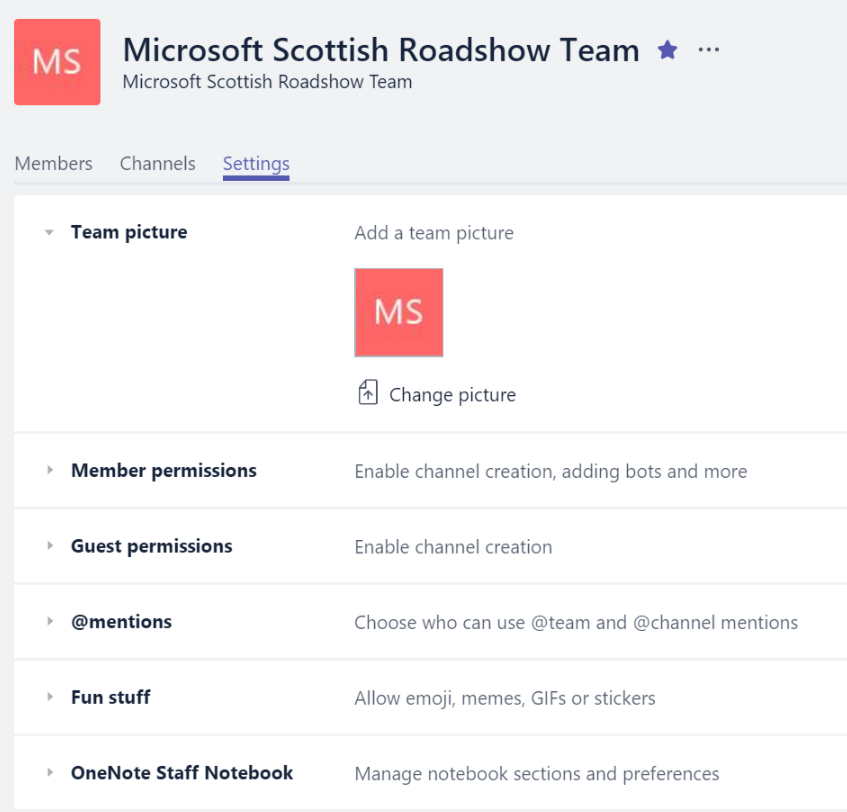 MS
Microsoft Scottish Roadshow Team
Microsoft Scottish Roadshow Team
Members Channels Settings
Team picture Add a team picture
MS
Change picture
Member permissions Enable channel creation, adding bots and more
Guest permissions Enable channel creation
@mentions Choose who can use @team and @channel mentions
Fun stuff Allow emoji, memes, GIFs or stickers
OneNote Staff Notebook Manage notebook sections and preferences